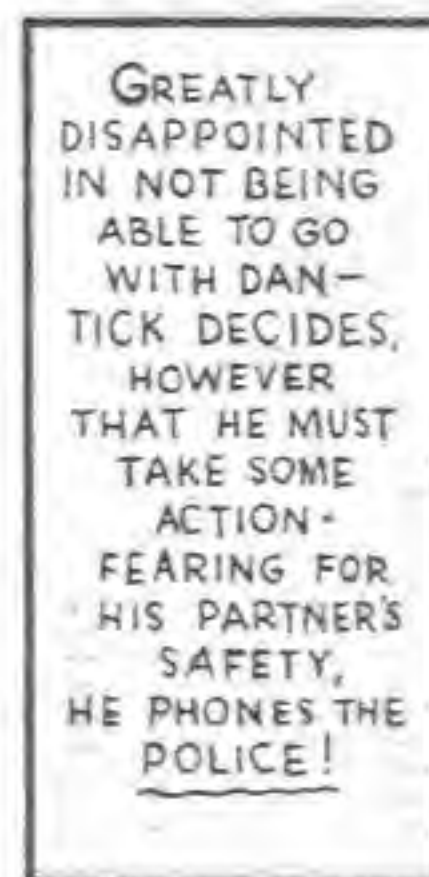 GREATLY
DISAPPOINTED
IN NOT BEING
ABLE TO GO
WITH DAN—
TICK DECIDES,
HOWEVER
THAT HE MUST
TAKE SOME
ACTION-
FEARING FOR
HIS PARTNER'S
SAFETY,
HE PHONES THE
POLICE!